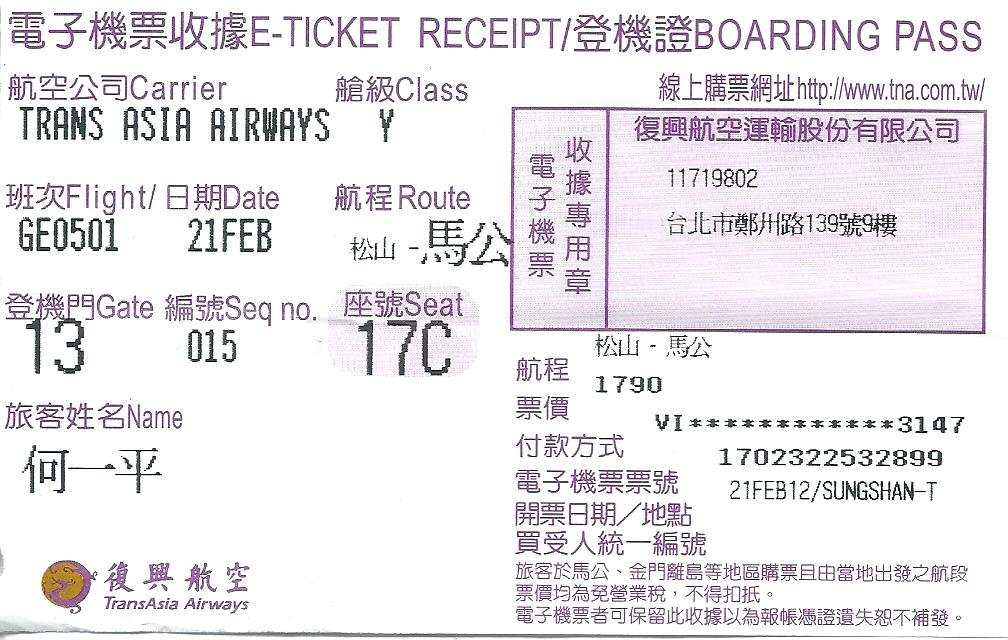 電子機票收據E-TICKET RECEIPT/登機證BOARDING PASS
航空公司Carrier 艙級Class
TRANS ASIA AIRWAYS Y
班次Flight/日期Date 航程Route
GE0501 21FEB 松山-馬公
登機門Gate 編號Seq no. 座號Seat
13 015 17C
旅客姓名Name
何一平
復興航空
TransAsia Airways
線上購票網址http://www.tna.com.tw/
電子機票
收據專用章
復興航空運輸股份有限公司
11719802
台北市鄭州路139號9樓
松山-馬公
航程
1790
票價
VI************3147
付款方式
1702322532899
電子機票票號
21FEB12/SUNGSHAN-T
開票日期/地點
買受人統一編號
旅客於馬公、金門離島等地區購票且由當地出發之航段
票價均為免營業稅,不得扣抵。
電子機票者可保留此收據以為報帳憑證遺失恕不補發。